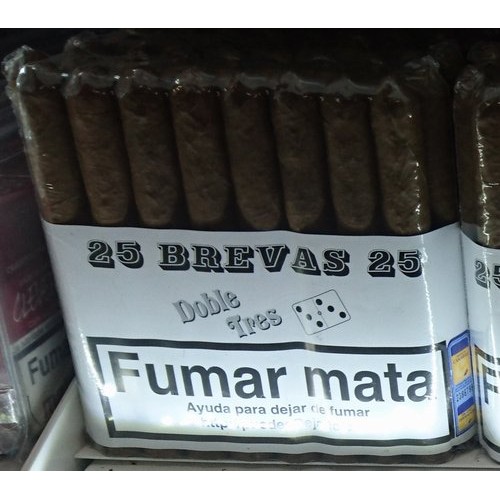 25 BREVAS 25
Doble
Tres
Fumar mata
Ayuda para dejar de fumar